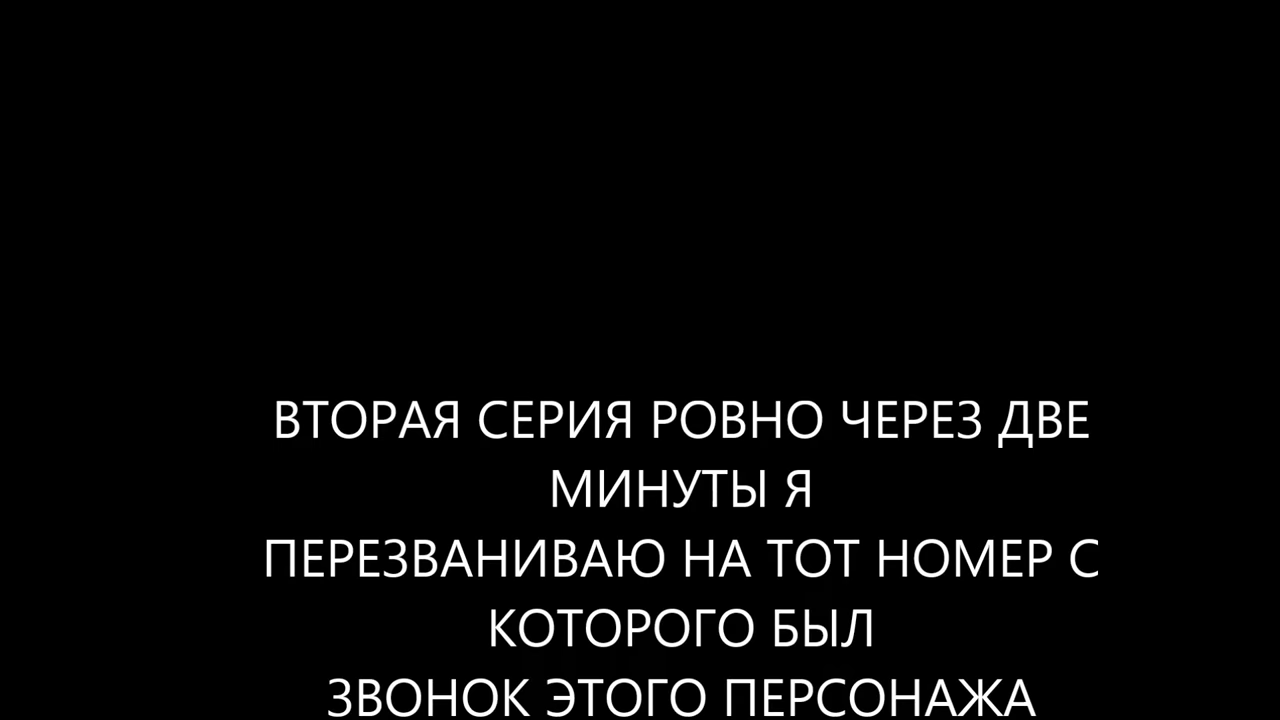 ВТОРАЯ СЕРИЯ РОВНО ЧЕРЕЗ ДВЕ
МИНУТЫ Я
ПЕРЕЗВАНИВАЮ НА ТОТ НОМЕР С
КОТОРОГО БЫЛ
ЗВОНОК ЭТОГО ПЕРСОНАЖА